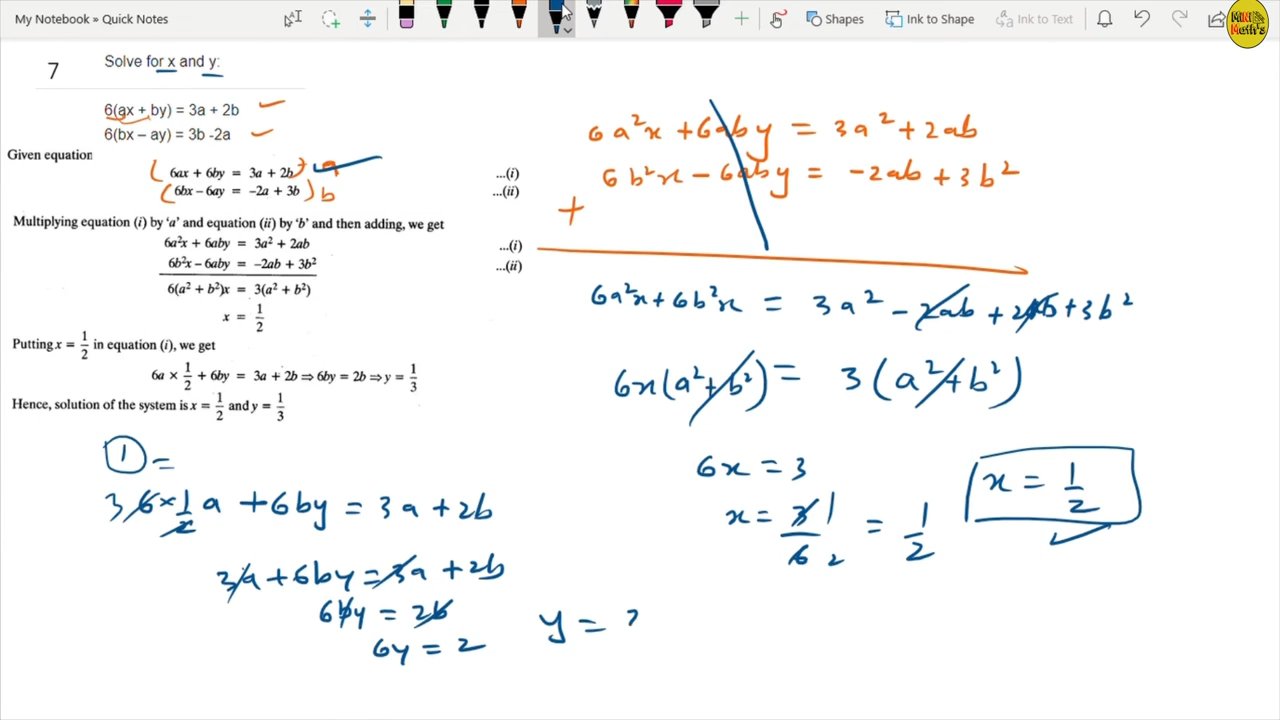 My Notebook » Quick Notes
Shapes
Ink to Shape
Ink to Text
MINI Math's
7
Solve for x and y:
6(ax + by) = 3a + 2b
6(bx – ay) = 3b -2a
Given equation
(6ax + 6by = 3a + 2b) a ...(i)
(6bx – 6ay = –2a + 3b) b ...(ii)
Multiplying equation (i) by 'a' and equation (ii) by 'b' and then adding, we get
6a²x + 6aby = 3a² + 2ab ...(i)
6b²x – 6aby = –2ab + 3b² ...(ii)
6(a² + b²)x = 3(a² + b²)
x = 1/2
Putting x = 1/2 in equation (i), we get
6a × 1/2 + 6by = 3a + 2b ⇒ 6by = 2b ⇒ y = 1/3
Hence, solution of the system is x = 1/2 and y = 1/3
① =
3 6 × 1/2 a + 6by = 3a + 2b
3a + 6by = 3a + 2b
6by = 2b
6y = 2
y = 2
6a²x + 6aby = 3a² + 2ab
6b²x – 6aby = -2ab + 3b²
+
6a²x + 6b²x = 3a² - 2ab + 2ab + 3b²
6x(a² + b²) = 3(a² + b²)
6x = 3
x = 3/6 1 2 = 1/2
x = 1/2